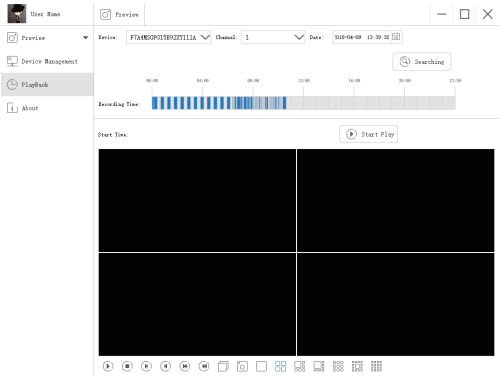 User Name
Preview
Preview
Device Management
PlayBack
About
Device: F7A4MSGPG15E9ZKY111A Channel: 1 Date: 2018-04-09 13:39:32
Searching
00:00 04:00 08:00 12:00 16:00 20:00 23:59
Recording Time:
Start Time:
Start Play